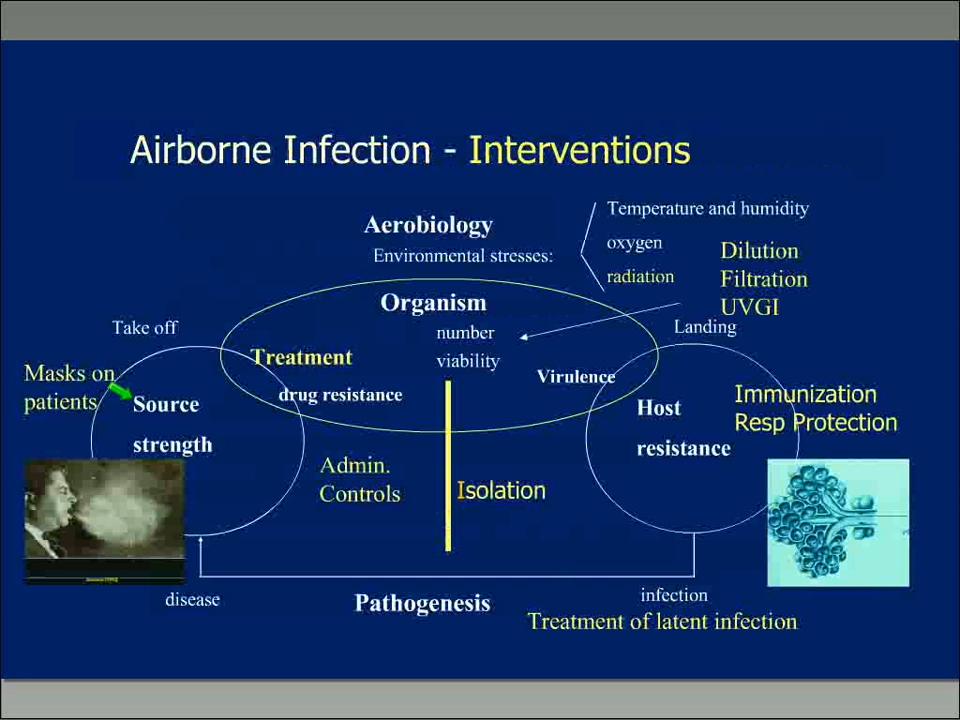 Airborne Infection - Interventions
Aerobiology
Environmental stresses:
Temperature and humidity
oxygen
radiation
Dilution
Filtration
UVGI
Organism
number
viability
Take off
Landing
Treatment
drug resistance
Virulence
Masks on
patients
Source
strength
Host
resistance
Immunization
Resp Protection
Admin.
Controls
Isolation
disease
Pathogenesis
infection
Treatment of latent infection